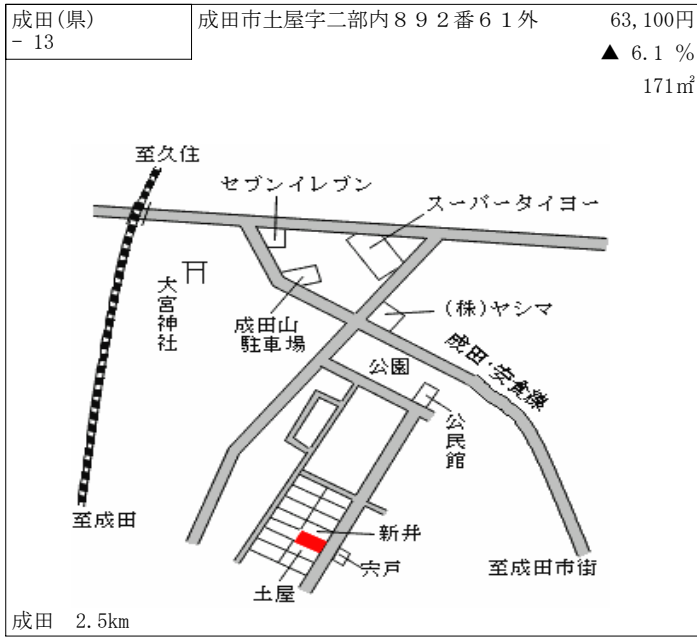 成田(県)
- 13
成田市土屋字二部内892番61外
63,100円
▲ 6.1 %
171㎡
至久住
セブンイレブン
スーパータイヨー
大宮神社
成田山
駐車場
(株)ヤシマ
成田・安食線
公園
公民館
至成田
新井
宍戸
土屋
至成田市街
成田 2.5km